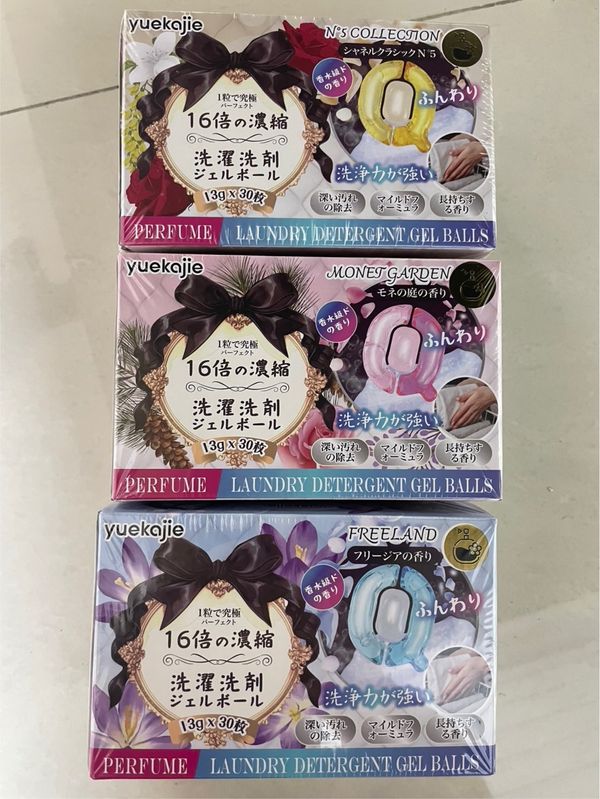 yuekajie
N°5 COLLECTION
シャネルクラシックN°5
香水級ド
の香り
ふんわり
1粒で究極
パーフェクト
16倍の濃縮
洗濯洗剤
ジェルボール
13g x 30枚
洗浄力が強い
深い汚れ
の除去
マイルドフ
オーミュラ
長持ちす
る香り
PERFUME
LAUNDRY DETERGENT GEL BALLS
yuekajie
MONET GARDEN
モネの庭の香り
香水級ド
の香り
ふんわり
1粒で究極
パーフェクト
16倍の濃縮
洗濯洗剤
ジェルボール
13g x 30枚
洗浄力が強い
深い汚れ
の除去
マイルドフ
オーミュラ
長持ちす
る香り
PERFUME
LAUNDRY DETERGENT GEL BALLS
yuekajie
FREELAND
フリージアの香り
香水級ド
の香り
ふんわり
1粒で究極
パーフェクト
16倍の濃縮
洗濯洗剤
ジェルボール
13g x 30枚
洗浄力が強い
深い汚れ
の除去
マイルドフ
オーミュラ
長持ちす
る香り
PERFUME
LAUNDRY DETERGENT GEL BALLS